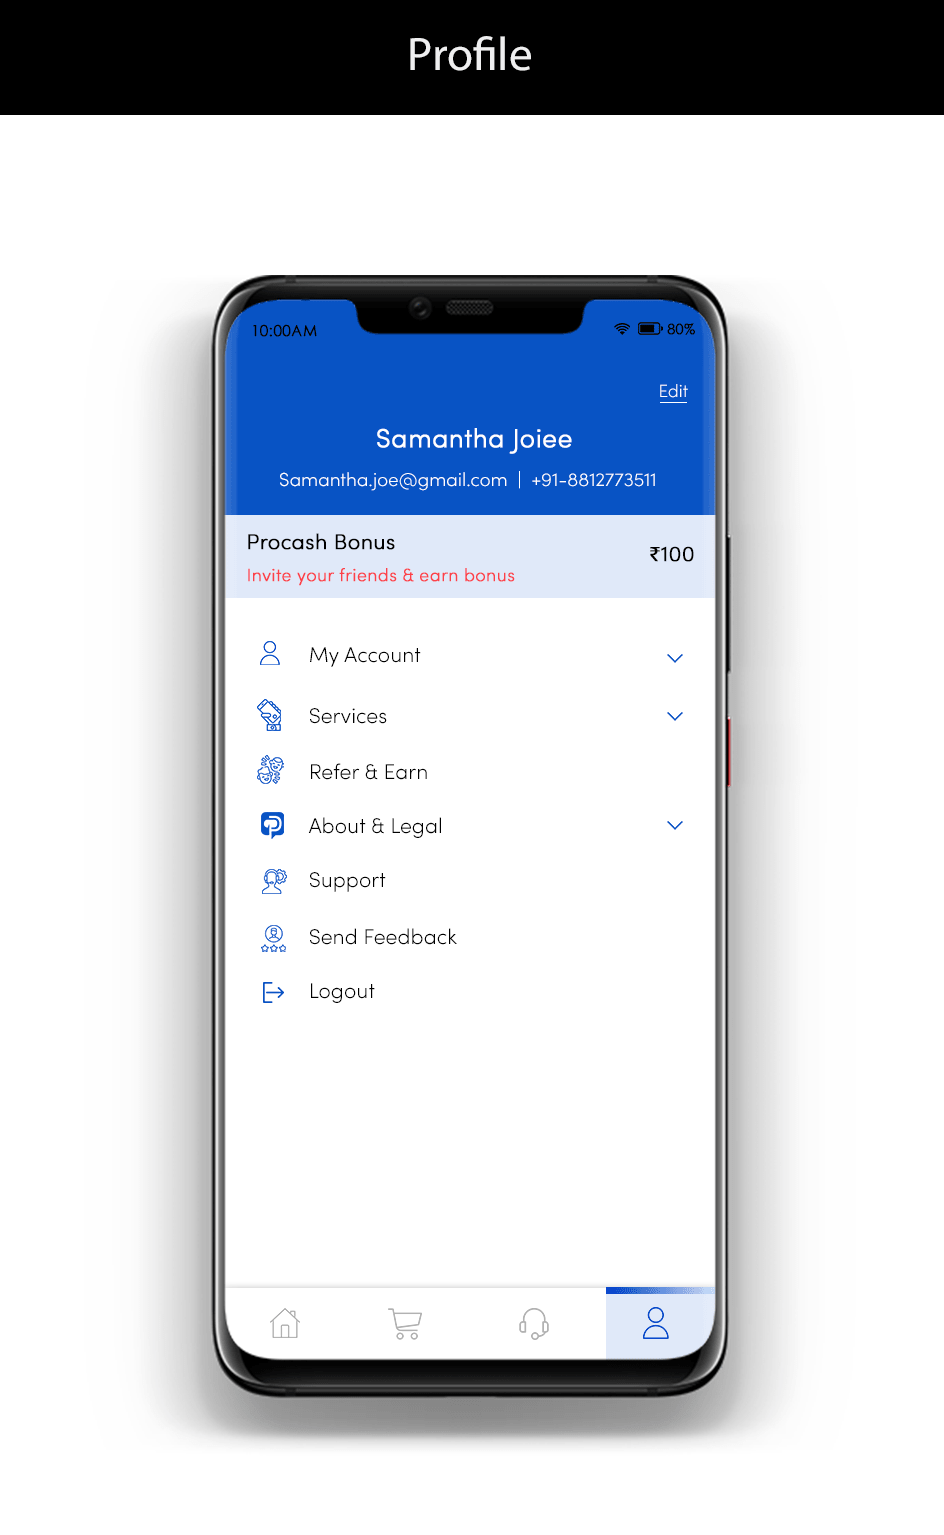 Profile
10:00AM 80%
Edit
Samantha Joiee
Samantha.joe@gmail.com | +91-8812773511
Procash Bonus
₹100
Invite your friends & earn bonus
My Account
Services
Refer & Earn
About & Legal
Support
Send Feedback
Logout